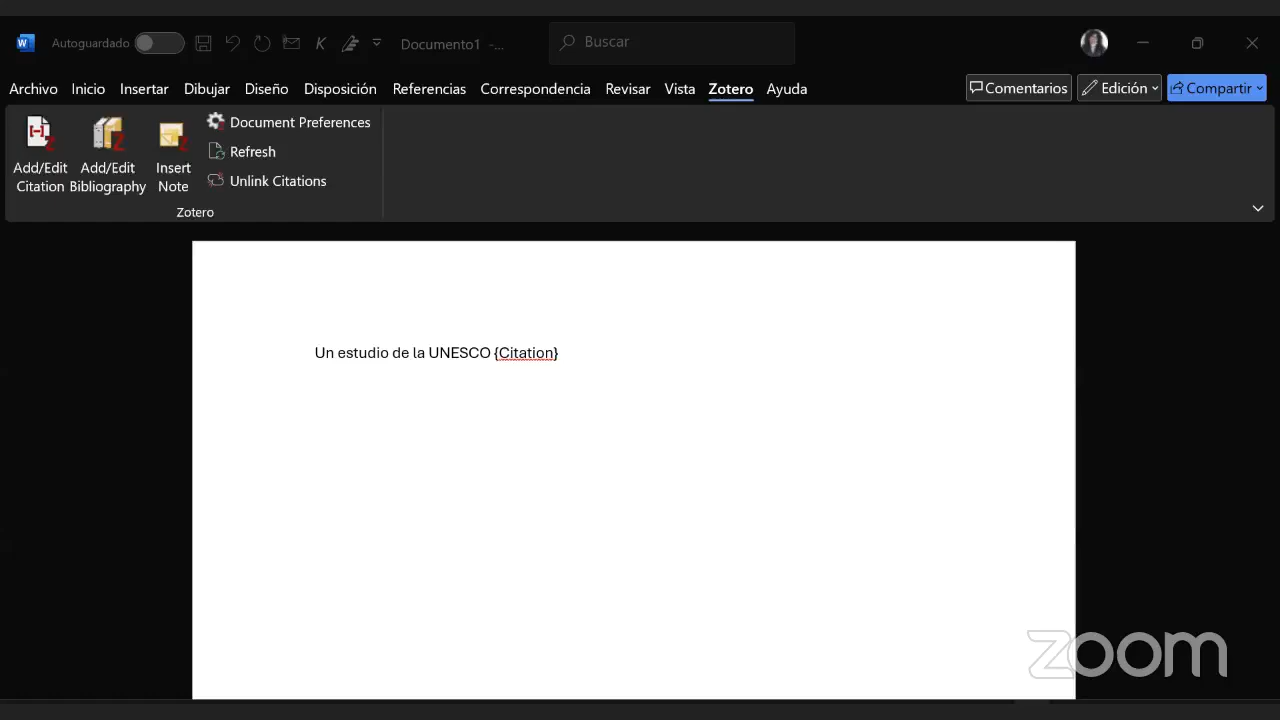 Autoguardado
Documento1 -...
Buscar
Archivo Inicio Insertar Dibujar Diseño Disposición Referencias Correspondencia Revisar Vista Zotero Ayuda
Comentarios Edición Compartir
Add/Edit Citation
Add/Edit Bibliography
Insert Note
Document Preferences
Refresh
Unlink Citations
Zotero
Un estudio de la UNESCO {Citation}
zoom